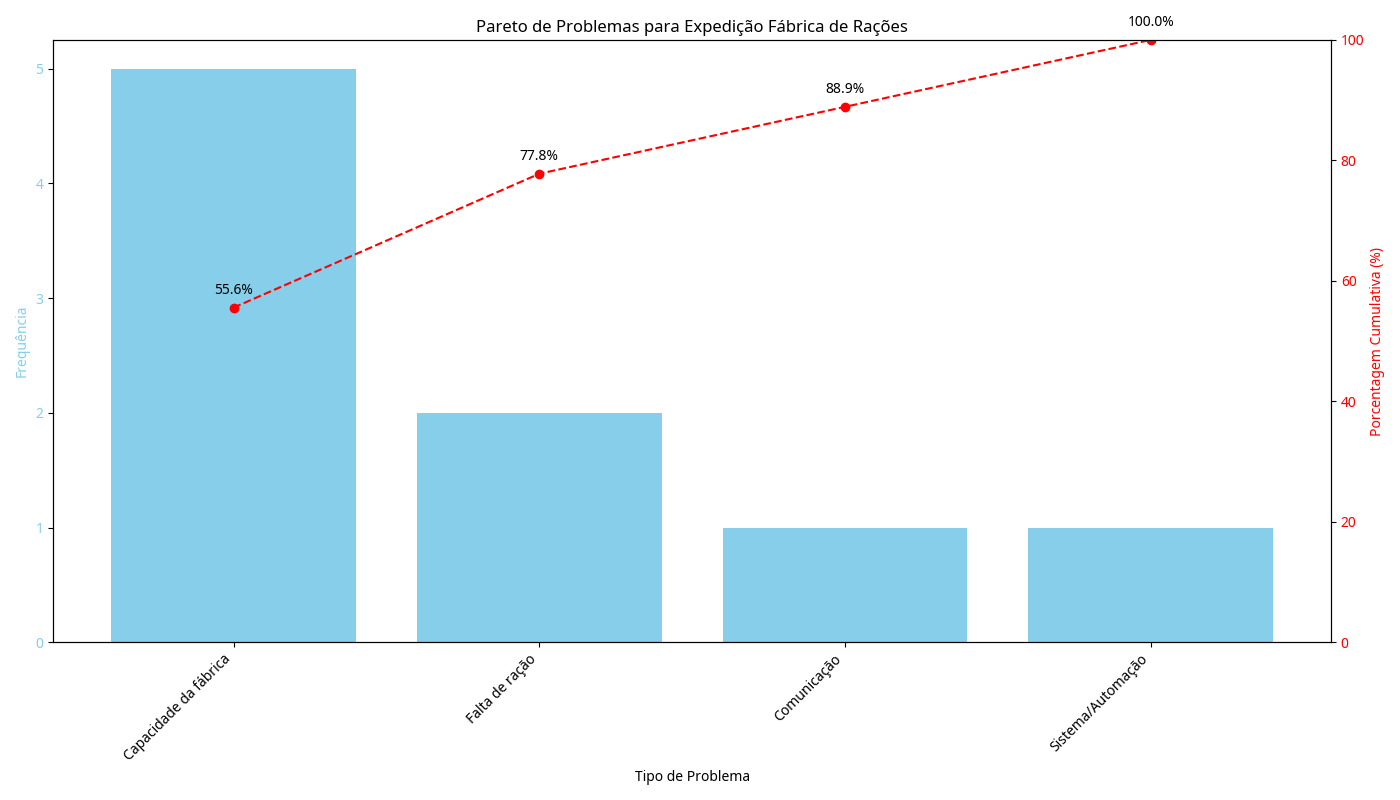 Pareto de Problemas para Expedição Fábrica de Rações
100.0%
88.9%
77.8%
55.6%
Frequência
5
4
3
2
1
0
Porcentagem Cumulativa (%)
100
80
60
40
20
0
Capacidade da fábrica
Falta de ração
Comunicação
Sistema/Automação
Tipo de Problema